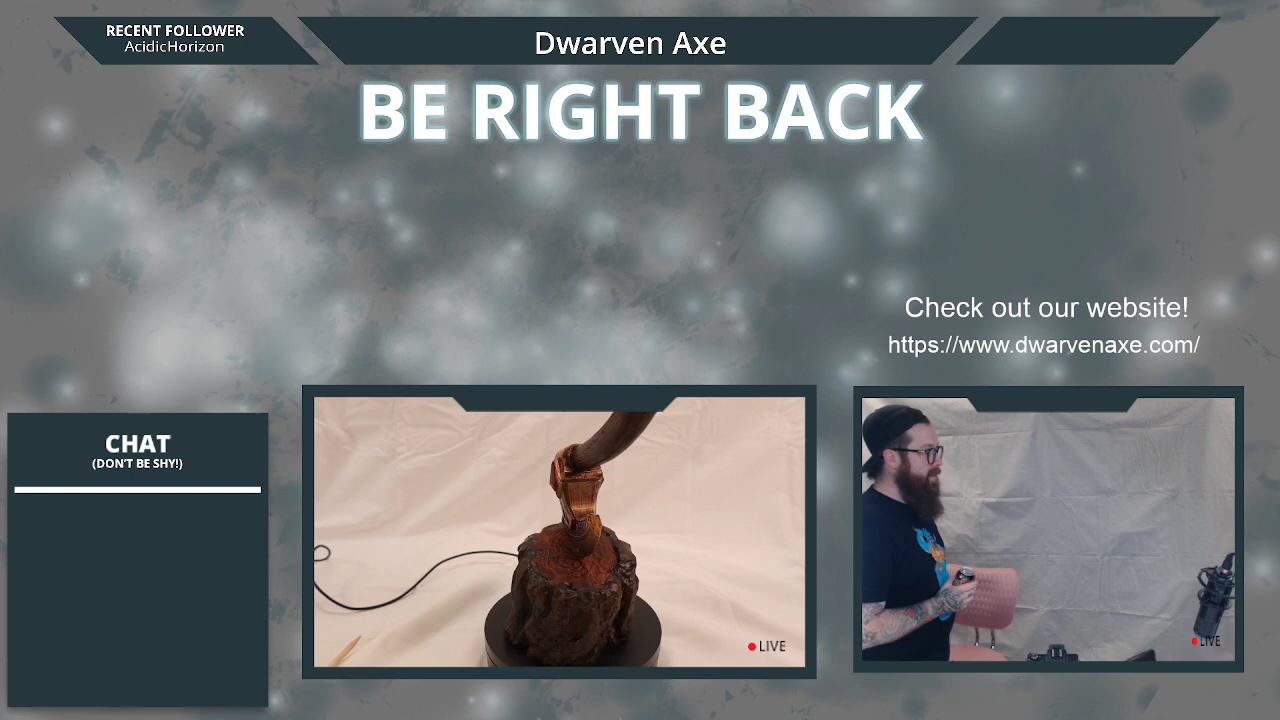 RECENT FOLLOWER
AcidicHorizon
Dwarven Axe
BE RIGHT BACK
Check out our website!
https://www.dwarvenaxe.com/
CHAT
(DON'T BE SHY!)
LIVE
LIVE